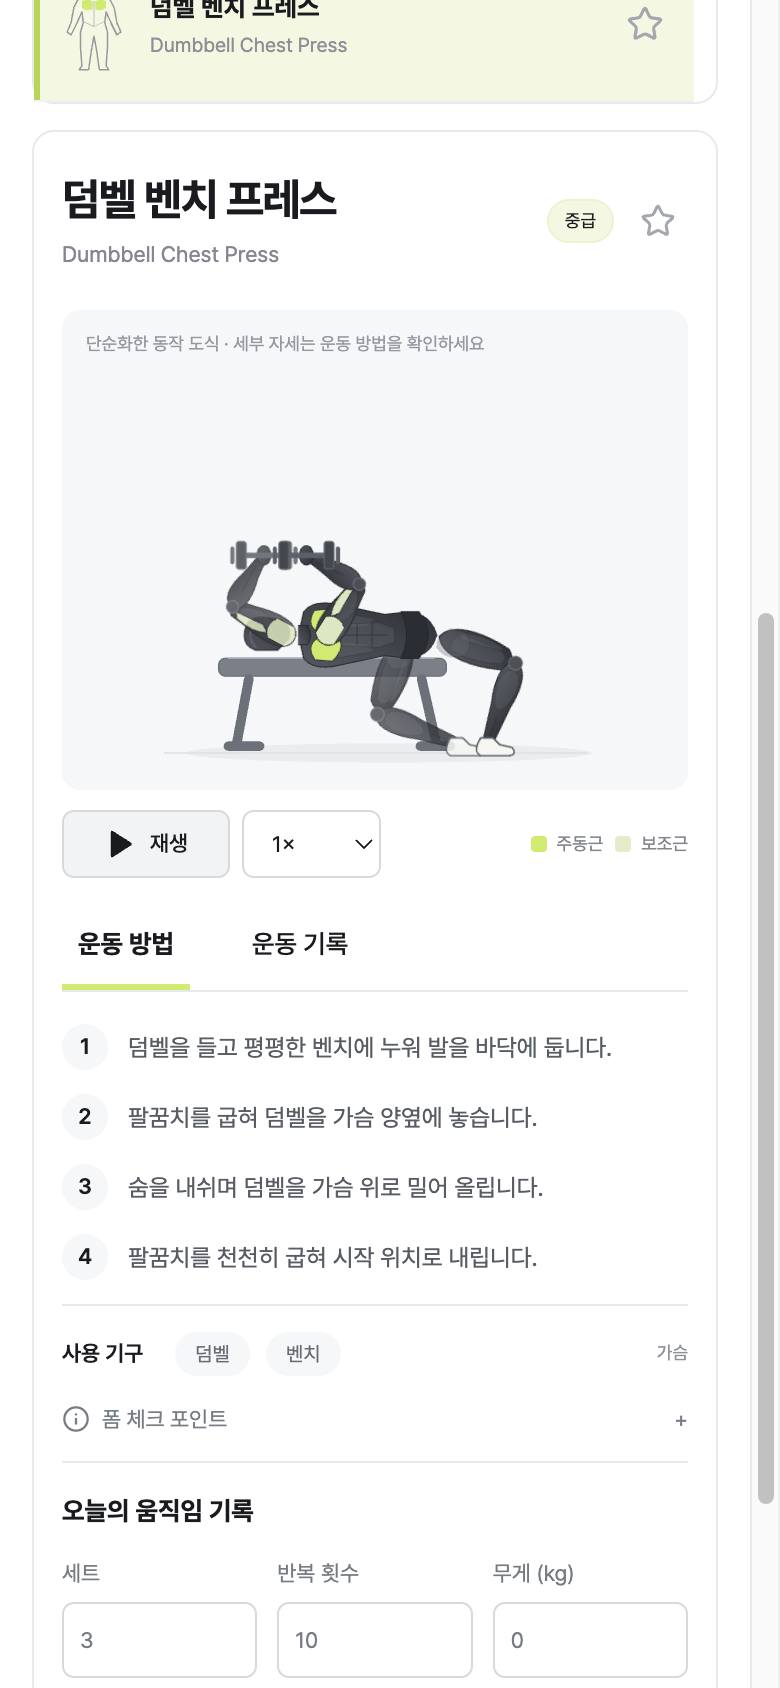 덤벨 벤치 프레스
Dumbbell Chest Press
덤벨 벤치 프레스
중급
Dumbbell Chest Press
단순화한 동작 도식 · 세부 자세는 운동 방법을 확인하세요
재생
1×
주동근
보조근
운동 방법
운동 기록
1
덤벨을 들고 평평한 벤치에 누워 발을 바닥에 둡니다.
2
팔꿈치를 굽혀 덤벨을 가슴 양옆에 놓습니다.
3
숨을 내쉬며 덤벨을 가슴 위로 밀어 올립니다.
4
팔꿈치를 천천히 굽혀 시작 위치로 내립니다.
사용 기구
덤벨
벤치
가슴
폼 체크 포인트
+
오늘의 움직임 기록
세트
반복 횟수
무게 (kg)
3
10
0